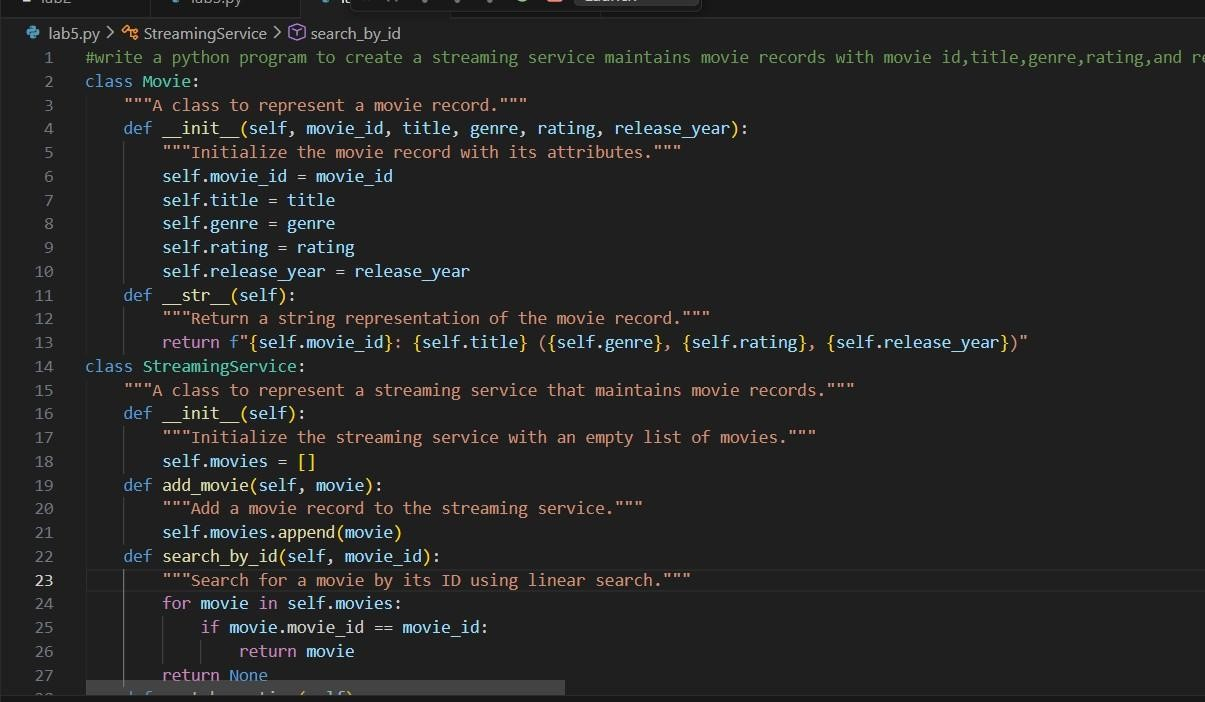 lab5.py > StreamingService > search_by_id
1 #write a python program to create a streaming service maintains movie records with movie id,title,genre,rating,and
2 class Movie:
3 """A class to represent a movie record."""
4 def __init__(self, movie_id, title, genre, rating, release_year):
5 """Initialize the movie record with its attributes."""
6 self.movie_id = movie_id
7 self.title = title
8 self.genre = genre
9 self.rating = rating
10 self.release_year = release_year
11 def __str__(self):
12 """Return a string representation of the movie record."""
13 return f"{self.movie_id}: {self.title} ({self.genre}, {self.rating}, {self.release_year})"
14 class StreamingService:
15 """A class to represent a streaming service that maintains movie records."""
16 def __init__(self):
17 """Initialize the streaming service with an empty list of movies."""
18 self.movies = []
19 def add_movie(self, movie):
20 """Add a movie record to the streaming service."""
21 self.movies.append(movie)
22 def search_by_id(self, movie_id):
23 """Search for a movie by its ID using linear search."""
24 for movie in self.movies:
25 if movie.movie_id == movie_id:
26 return movie
27 return None